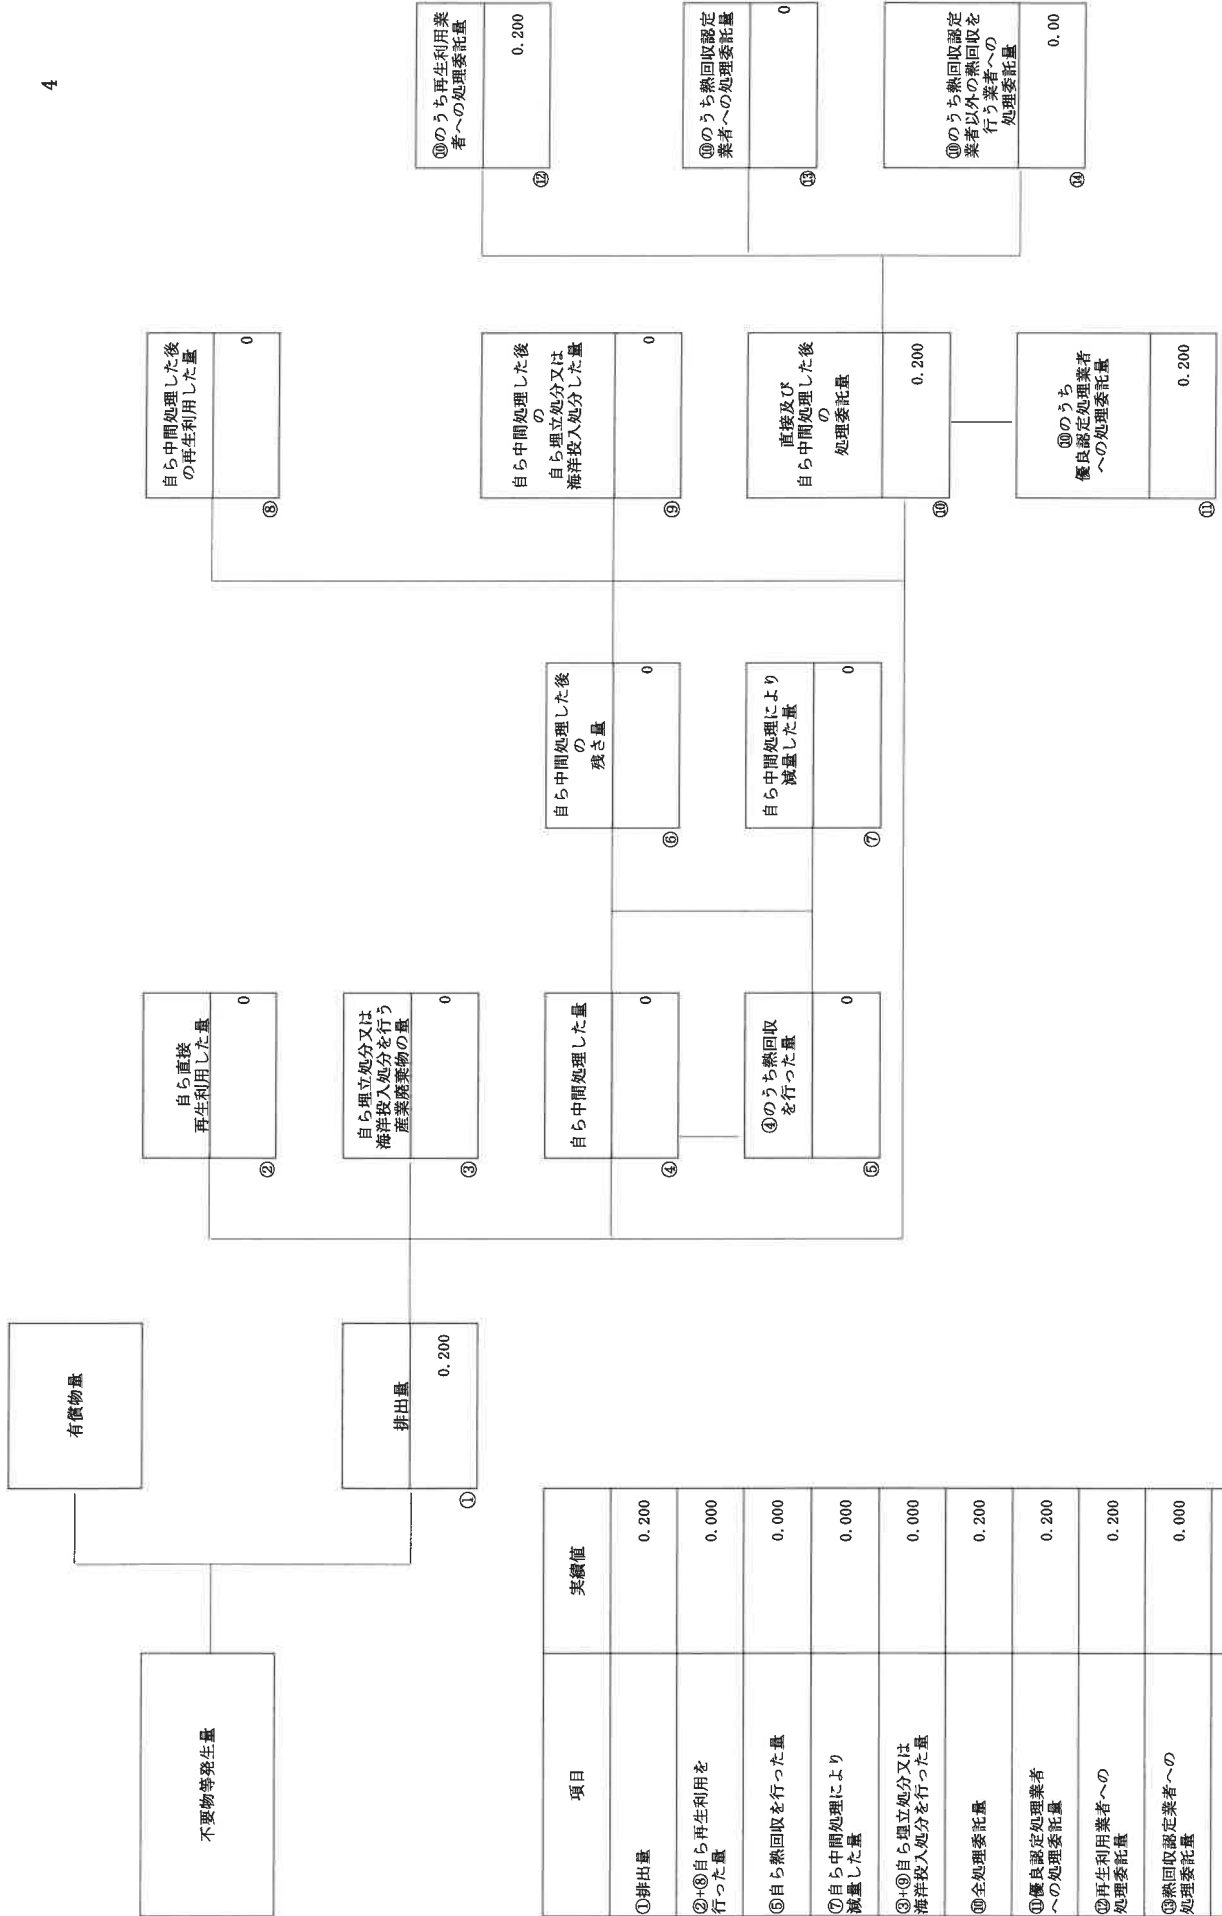 4
不要物等発生量
有償物量
排出量
①
0.200
自ら直接
再生利用した量
②
0
自ら埋立処分又は
海洋投入処分を行う
産業廃棄物の量
③
0
自ら中間処理した量
④
0
④のうち熱回収
を行った量
⑤
0
自ら中間処理した後
の
残さ量
⑥
0
自ら中間処理により
減量した量
⑦
0
自ら中間処理した後
の再生利用した量
⑧
0
自ら中間処理した後
の
自ら埋立処分又は
海洋投入処分した量
⑨
0
直接及び
自ら中間処理した後
の
処理委託量
⑩
0.200
⑩のうち
優良認定処理業者
への処理委託量
⑪
0.200
⑩のうち再生利用業
者への処理委託量
⑫
0.200
⑩のうち熱回収認定
業者への処理委託量
⑬
0
⑩のうち熱回収認定
業者以外の熱回収を
行う業者への
処理委託量
⑭
0.00
項目
実績値
①排出量
0.200
②+⑧自ら再生利用を
行った量
0.000
⑤自ら熱回収を行った量
0.000
⑦自ら中間処理により
減量した量
0.000
③+⑨自ら埋立処分又は
海洋投入処分を行った量
0.000
⑩全処理委託量
0.200
⑪優良認定処理業者
への処理委託量
0.200
⑫再生利用業者への
処理委託量
0.200
⑬熱回収認定業者への
処理委託量
0.000